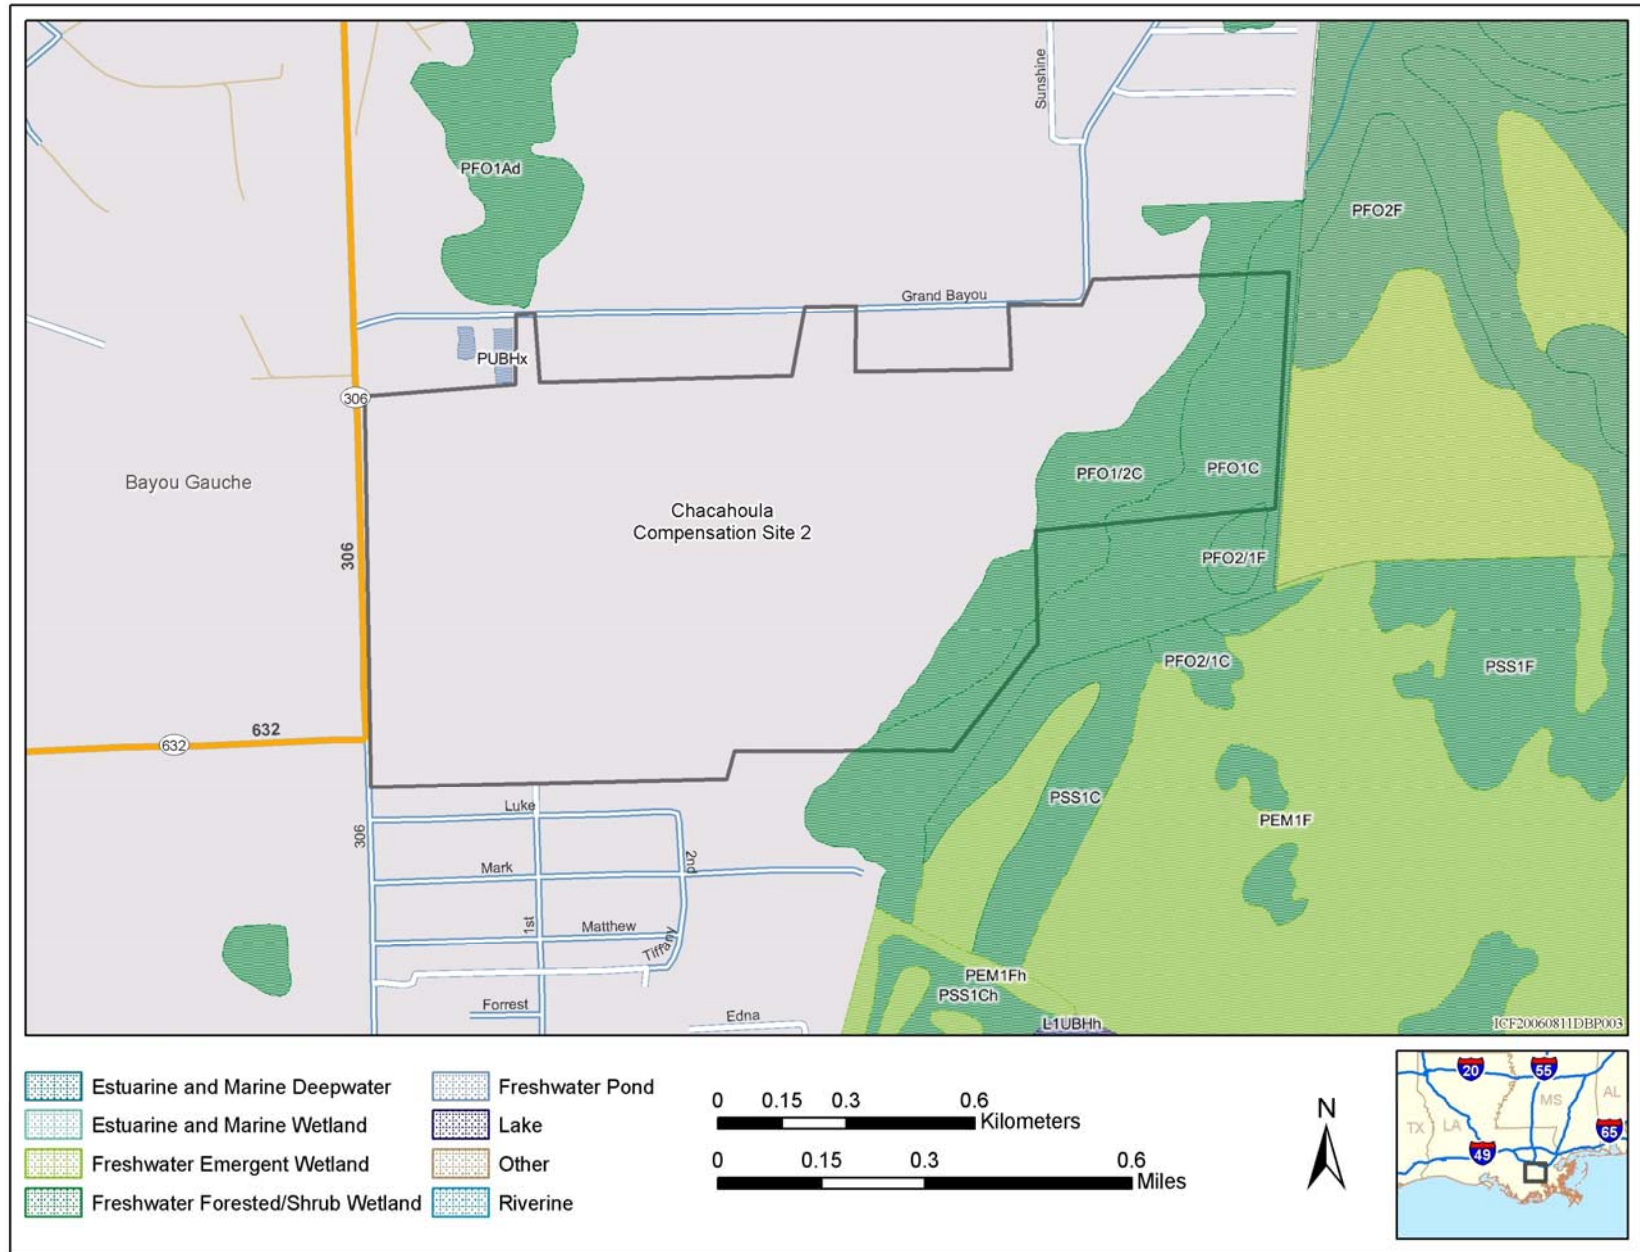 Sunshine
PFO1Ad
PFO2F
Grand Bayou
PUBHx
306
PFO1/2C
PFO1C
Bayou Gauche
Chacahoula
Compensation Site 2
306
PFO2/1F
PFO2/1C
PSS1F
632
632
PSS1C
Luke
PEM1F
306
2nd
Mark
1st
Matthew
Tiffany
PEM1Fh
PSS1Ch
Forrest
Edna
L1UBHh
ICF20060811DBP003
Estuarine and Marine Deepwater
Estuarine and Marine Wetland
Freshwater Emergent Wetland
Freshwater Forested/Shrub Wetland
Freshwater Pond
Lake
Other
Riverine
0 0.15 0.3 0.6
Kilometers
0 0.15 0.3 0.6
Miles
N
20
55
MS
AL
TX
LA
65
49